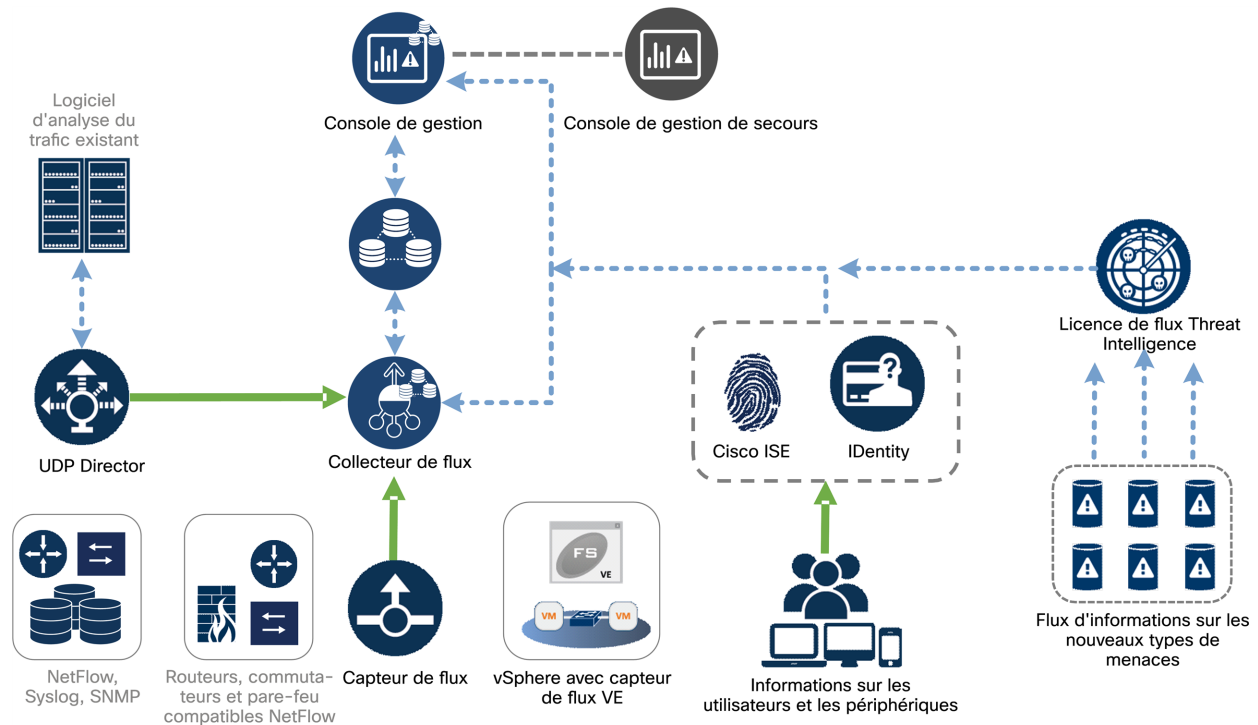 Console de gestion
Console de gestion de secours
Logiciel
d'analyse du
trafic existant
Licence de flux Threat
Intelligence
UDP Director
Collecteur de flux
Cisco ISE
IDentity
?
FS
VE
VM
VM
NetFlow,
Syslog, SNMP
Routeurs, commuta-
teurs et pare-feu
compatibles NetFlow
Capteur de flux
vSphere avec capteur
de flux VE
Informations sur les
utilisateurs et les périphériques
Flux d'informations sur les
nouveaux types de
menaces